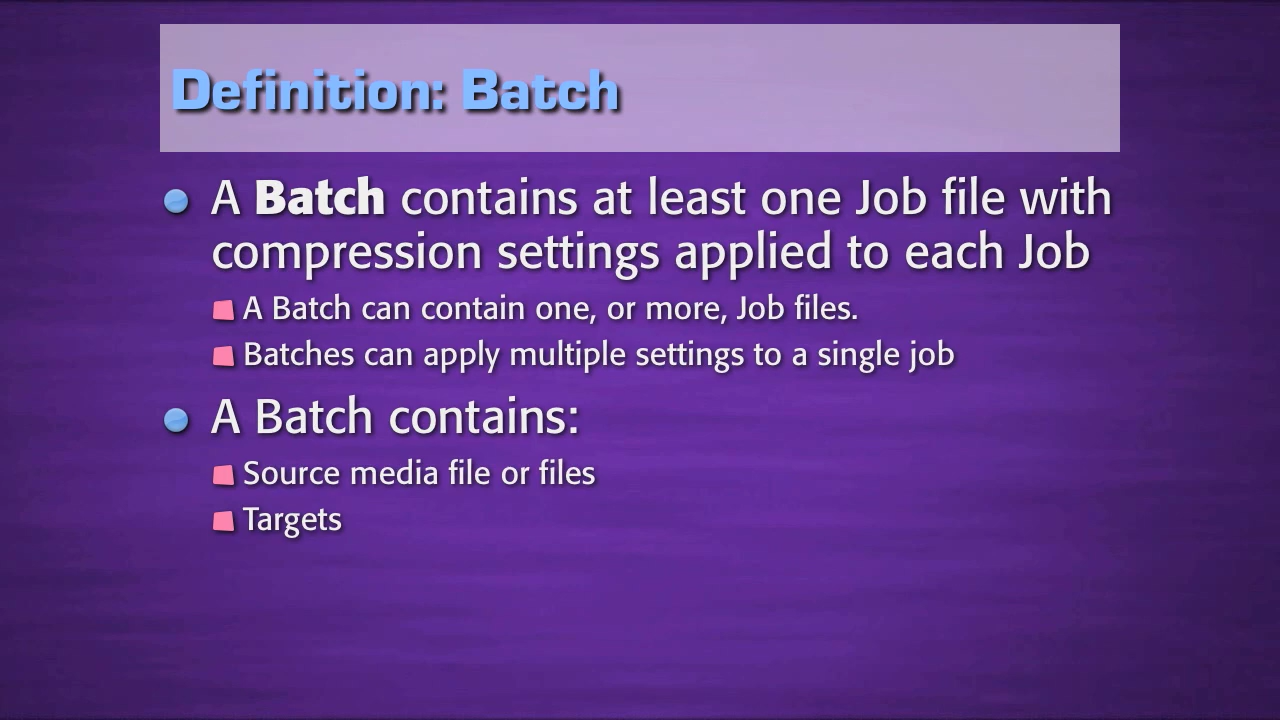 Definition: Batch
A Batch contains at least one Job file with
compression settings applied to each Job
A Batch can contain one, or more, Job files.
Batches can apply multiple settings to a single job
A Batch contains:
Source media file or files
Targets